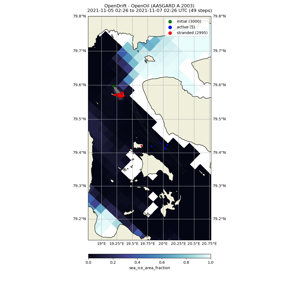 OpenDrift - OpenOil (AASGARD A 2003)
2021-11-05 02:26 to 2021-11-07 02:26 UTC (49 steps)
79.8°N
79.8°N
initial (3000)
active (5)
stranded (2995)
79.7°N
79.7°N
79.6°N
79.6°N
79.5°N
79.5°N
79.4°N
79.4°N
79.3°N
79.3°N
79.2°N
79.2°N
19°E 19.25°E 19.5°E 19.75°E 20°E 20.25°E 20.5°E 20.75°E
0.0 0.2 0.4 0.6 0.8 1.0
sea_ice_area_fraction